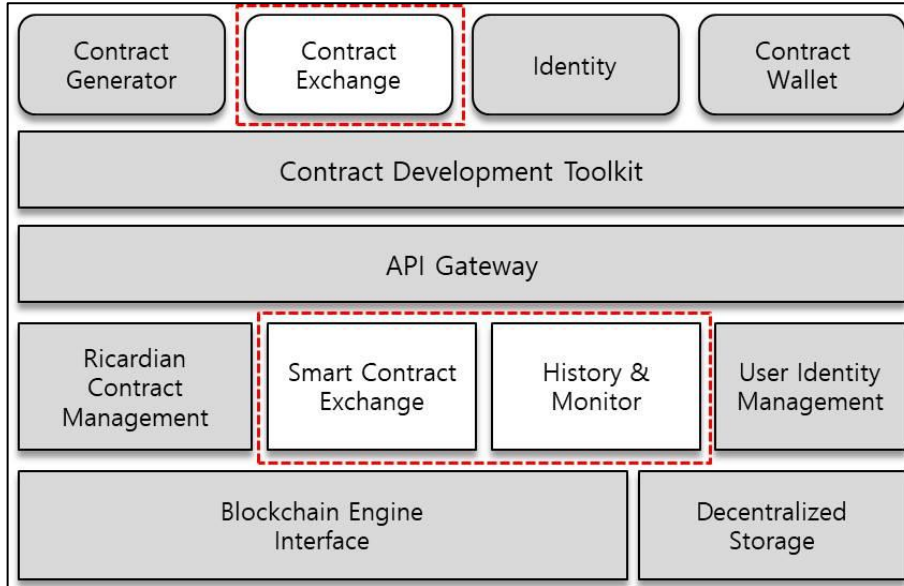 Contract
Generator
Contract
Exchange
Identity
Contract
Wallet
Contract Development Toolkit
API Gateway
Ricardian
Contract
Management
Smart Contract
Exchange
History &
Monitor
User Identity
Management
Blockchain Engine
Interface
Decentralized
Storage